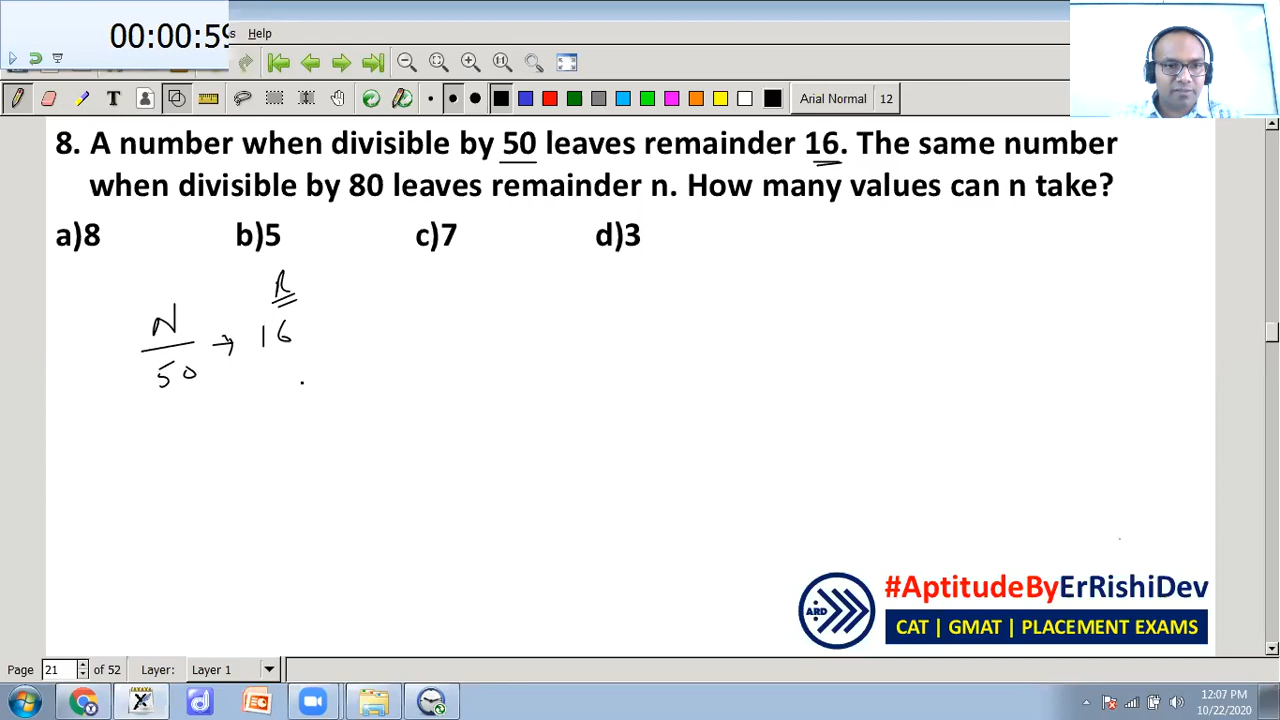 00:00:59
s Help
Arial Normal 12
8. A number when divisible by 50 leaves remainder 16. The same number
when divisible by 80 leaves remainder n. How many values can n take?
a)8 b)5 c)7 d)3
R
N
50 → 16
#AptitudeByErRishiDev
ARD
CAT | GMAT | PLACEMENT EXAMS
Page 21 of 52 Layer: Layer 1
12:07 PM
10/22/2020